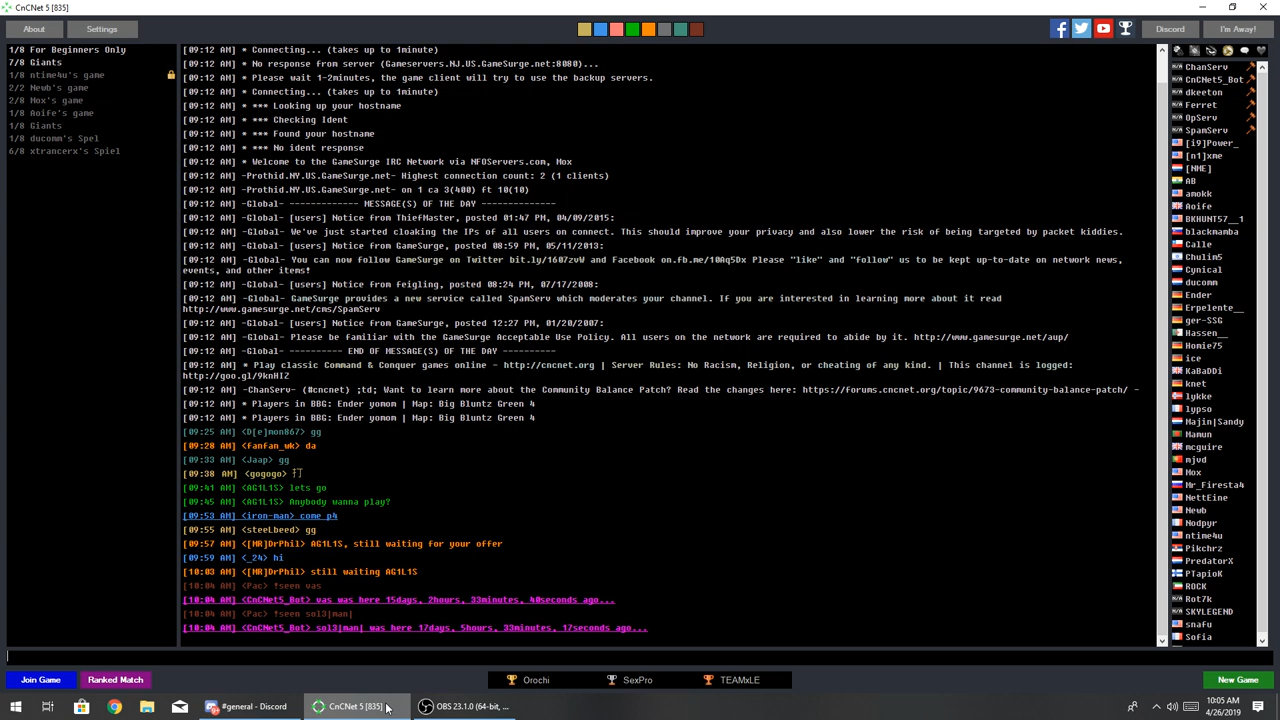 CnCNet 5 [835]
About
Settings
Discord
I'm Away!
1/8 For Beginners Only
7/8 Giants
1/8 ntime4u's game
2/2 Newb's game
2/8 Mox's game
1/8 Aoife's game
1/8 Giants
1/8 ducomm's Spel
6/8 xtrancerx's Spiel
[09:12 AM] * Connecting... (takes up to 1minute)
[09:12 AM] * No response from server (Gameservers.NJ.US.GameSurge.net:8080)...
[09:12 AM] * Please wait 1-2minutes, the game client will try to use the backup servers.
[09:12 AM] * Connecting... (takes up to 1minute)
[09:12 AM] * *** Looking up your hostname
[09:12 AM] * *** Checking Ident
[09:12 AM] * *** Found your hostname
[09:12 AM] * *** No ident response
[09:12 AM] * Welcome to the GameSurge IRC Network via NFOServers.com, Mox
[09:12 AM] -Prothid.NY.US.GameSurge.net- Highest connection count: 2 (1 clients)
[09:12 AM] -Prothid.NY.US.GameSurge.net- on 1 ca 3(400) ft 10(10)
[09:12 AM] -Global- ------------- MESSAGE(S) OF THE DAY --------------
[09:12 AM] -Global- [users] Notice from ThiefMaster, posted 01:47 PM, 04/09/2015:
[09:12 AM] -Global- We've just started cloaking the IPs of all users on connect. This should improve your privacy and also lower the risk of being targeted by packet kiddies.
[09:12 AM] -Global- [users] Notice from GameSurge, posted 08:59 PM, 05/11/2013:
[09:12 AM] -Global- You can now follow GameSurge on Twitter bit.ly/1607zvW and Facebook on.fb.me/10Aq5Dx Please "like" and "follow" us to be kept up-to-date on network news,
events, and other items!
[09:12 AM] -Global- [users] Notice from feigling, posted 08:24 PM, 07/17/2008:
[09:12 AM] -Global- GameSurge provides a new service called SpamServ which moderates your channel. If you are interested in learning more about it read
http://www.gamesurge.net/cms/SpamServ
[09:12 AM] -Global- [users] Notice from GameSurge, posted 12:27 PM, 01/20/2007:
[09:12 AM] -Global- Please be familiar with the GameSurge Acceptable Use Policy. All users on the network are required to abide by it. http://www.gamesurge.net/aup/
[09:12 AM] -Global- ---------- END OF MESSAGE(S) OF THE DAY ----------
[09:12 AM] * Play classic Command & Conquer games online - http://cncnet.org | Server Rules: No Racism, Religion, or cheating of any kind. | This channel is logged:
http://goo.gl/9knHIZ
[09:12 AM] -ChanServ- (#cncnet) ;td; Want to learn more about the Community Balance Patch? Read the changes here: https://forums.cncnet.org/topic/9673-community-balance-patch/ -
[09:12 AM] * Players in BBG: Ender yomom | Map: Big Bluntz Green 4
[09:12 AM] * Players in BBG: Ender yomom | Map: Big Bluntz Green 4
[09:25 AM] <D[e]mon867> gg
[09:28 AM] <fanfan_wk> da
[09:33 AM] <Jaap> gg
[09:38 AM] <gogogo> 打
[09:41 AM] <AG1L1S> lets go
[09:45 AM] <AG1L1S> Anybody wanna play?
[09:53 AM] <iron-man> come p4
[09:55 AM] <steeLbeed> gg
[09:57 AM] <[MR]DrPhil> AG1L1S, still waiting for your offer
[09:59 AM] <_24> hi
[10:03 AM] <[MR]DrPhil> still waiting AG1L1S
[10:04 AM] <Pac> !seen vas
[10:04 AM] <CnCNet5_Bot> vas was here 15days, 2hours, 33minutes, 40seconds ago...
[10:04 AM] <Pac> !seen sol3|man|
[10:04 AM] <CnCNet5_Bot> sol3|man| was here 17days, 5hours, 33minutes, 17seconds ago...
N/A ChanServ
N/A CnCNet5_Bot
N/A dkeeton
N/A Ferret
N/A OpServ
N/A SpamServ
[i9]Power_
[n1]xme
[NME]
AB
amokk
Aoife
BKHUNT57__1
blackmamba
Calle
Chulim5
Cynical
ducomm
Ender
Erpelente__
ger-SSG
Hassen__
Homie75
ice
KaBaDDi
knet
lykke
lypso
Majin|Sandy
Mamun
mcguire
mjvd
Mox
Mr_Firesta4
NettEine
Newb
Nodpyr
ntime4u
Pikchrz
PredatorX
PTapioK
ROCK
N/A Rot7k
N/A SKYLEGEND
snafu
Sofia
Join Game
Ranked Match
Orochi
SexPro
TEAMxLE
New Game
#general - Discord
CnCNet 5 [835]
OBS 23.1.0 (64-bit, ...
10:05 AM
4/26/2019